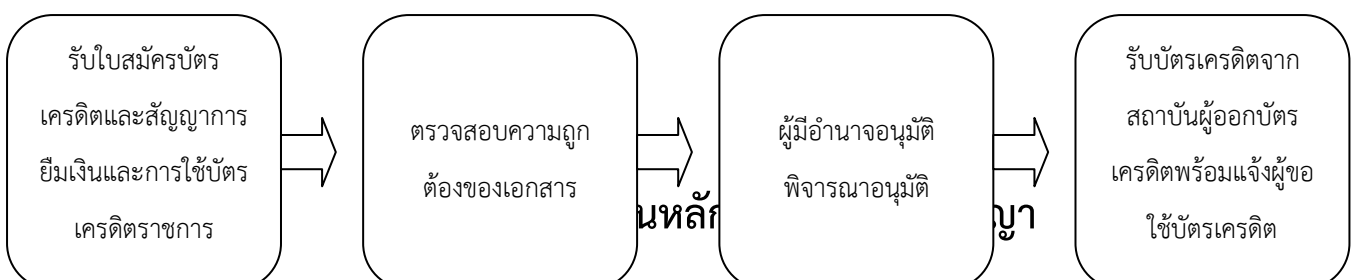 รับใบสมัครบัตร
เครดิตและสัญญาการ
ยืมเงินและการใช้บัตร
เครดิตราชการ
ตรวจสอบความถูก
ต้องของเอกสาร
ผู้มีอำนาจอนุมัติ
พิจารณาอนุมัติ
รับบัตรเครดิตจาก
สถาบันผู้ออกบัตร
เครดิตพร้อมแจ้งผู้ขอ
ใช้บัตรเครดิต